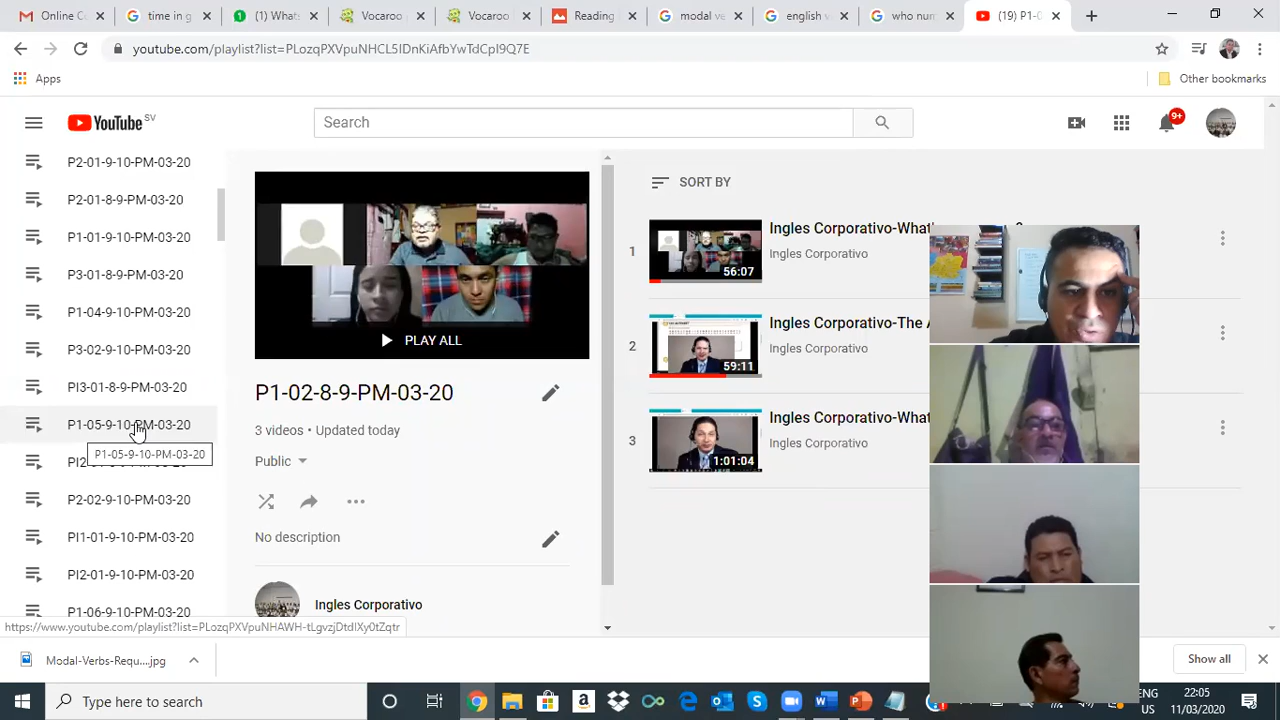 Online C
time in g
(1) Whats
Vocaroo
Vocaroo
Reading
modal
english w
who num
(19) P1-0
youtube.com/playlist?list=PLozqPXVpuNHCL5IDnKiAfbYwTdCpI9Q7E
Apps
Other bookmarks
YouTube SV
Search
9+
P2-01-9-10-PM-03-20
P2-01-8-9-PM-03-20
P1-01-9-10-PM-03-20
P3-01-8-9-PM-03-20
P1-04-9-10-PM-03-20
P3-02-9-10-PM-03-20
PI3-01-8-9-PM-03-20
P1-05-9-10-PM-03-20
P1-05-9-10-PM-03-20
P2-02-9-10-PM-03-20
PI1-01-9-10-PM-03-20
PI2-01-9-10-PM-03-20
P1-06-9-10-PM-03-20
https://www.youtube.com/playlist?list=PLozqPXVpuNHAWH-tLgvzjDtdIXy0tZqtr
PLAY ALL
P1-02-8-9-PM-03-20
3 videos • Updated today
Public
No description
Ingles Corporativo
SORT BY
1
56:07
Ingles Corporativo-What
Ingles Corporativo
2
59:11
Ingles Corporativo-The A
Ingles Corporativo
3
1:01:04
Ingles Corporativo-What
Ingles Corporativo
Modal-Verbs-Requ....jpg
Show all
Type here to search
ENG
SV
22:05
11/03/2020